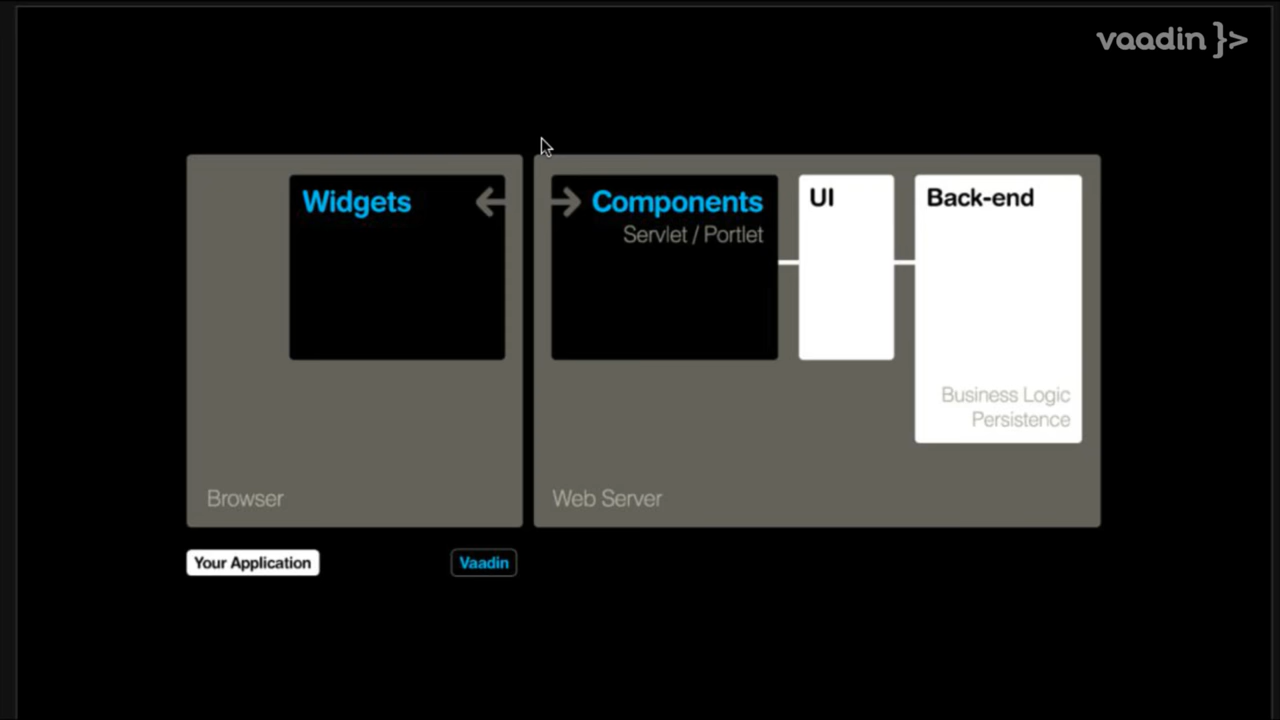 vaadin }>
Widgets
Components
Servlet / Portlet
UI
Back-end
Business Logic
Persistence
Browser
Web Server
Your Application
Vaadin